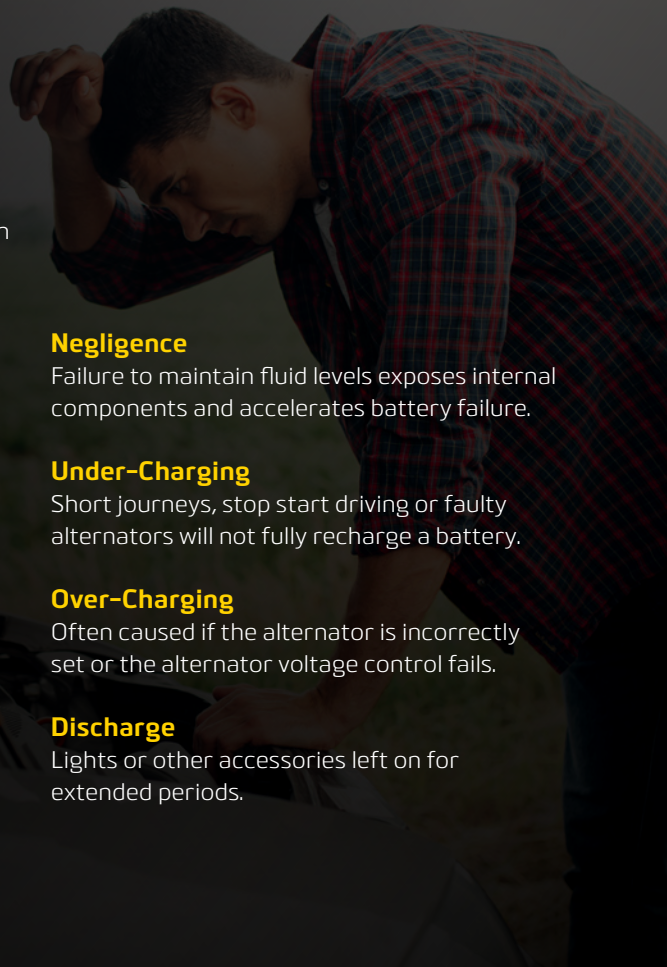 Negligence
Failure to maintain fluid levels exposes internal
components and accelerates battery failure.
Under-Charging
Short journeys, stop start driving or faulty
alternators will not fully recharge a battery.
Over-Charging
Often caused if the alternator is incorrectly
set or the alternator voltage control fails.
Discharge
Lights or other accessories left on for
extended periods.